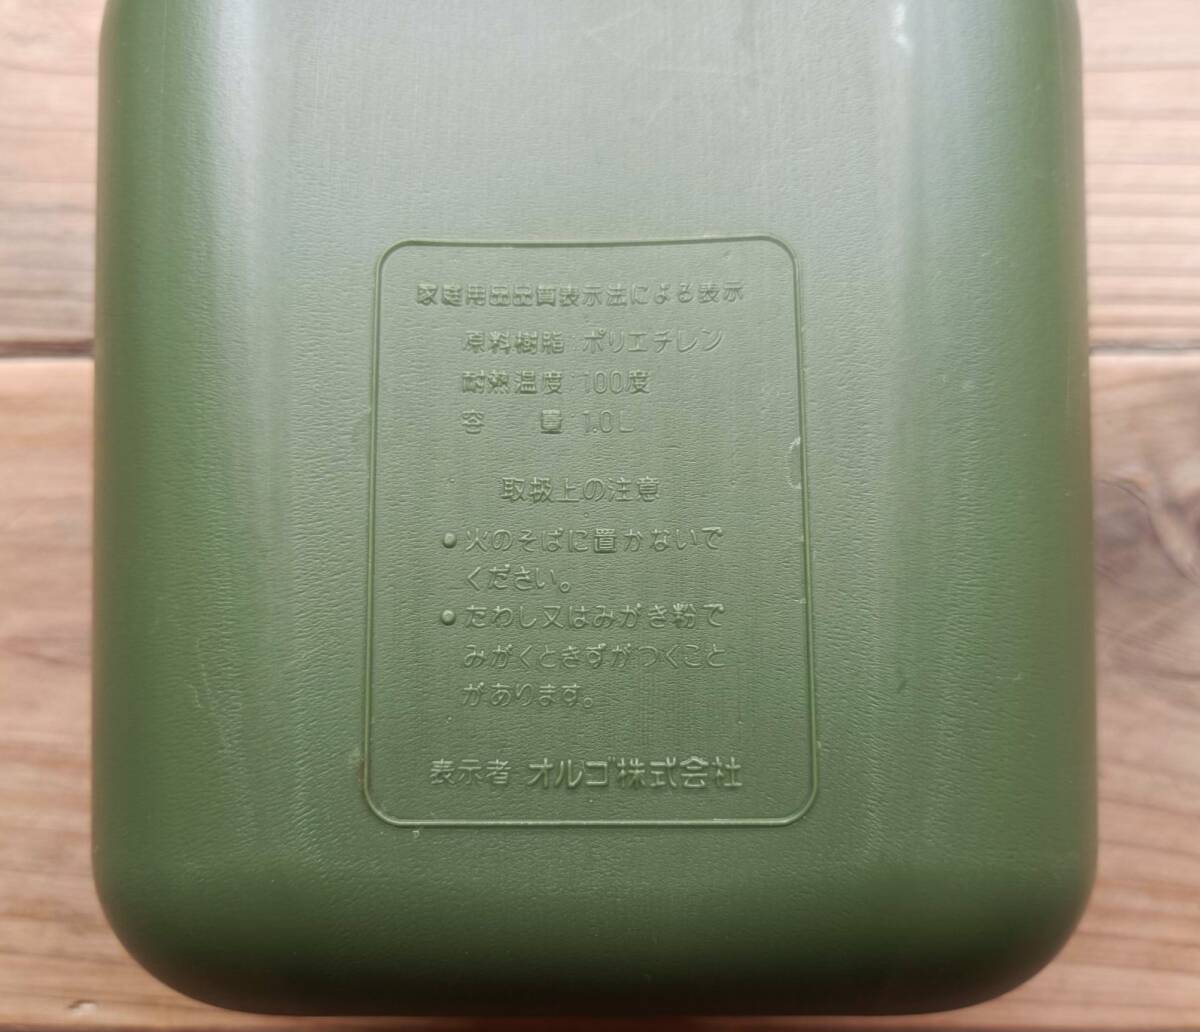 家庭用品品質表示法による表示
原料樹脂 ポリエチレン
耐熱温度 100度
容 量 1.0L
取扱上の注意
●火のそばに置かないで
ください。
●たわし又はみがき粉で
みがくときずがつくこと
があります。
表示者 オルゴ株式会社